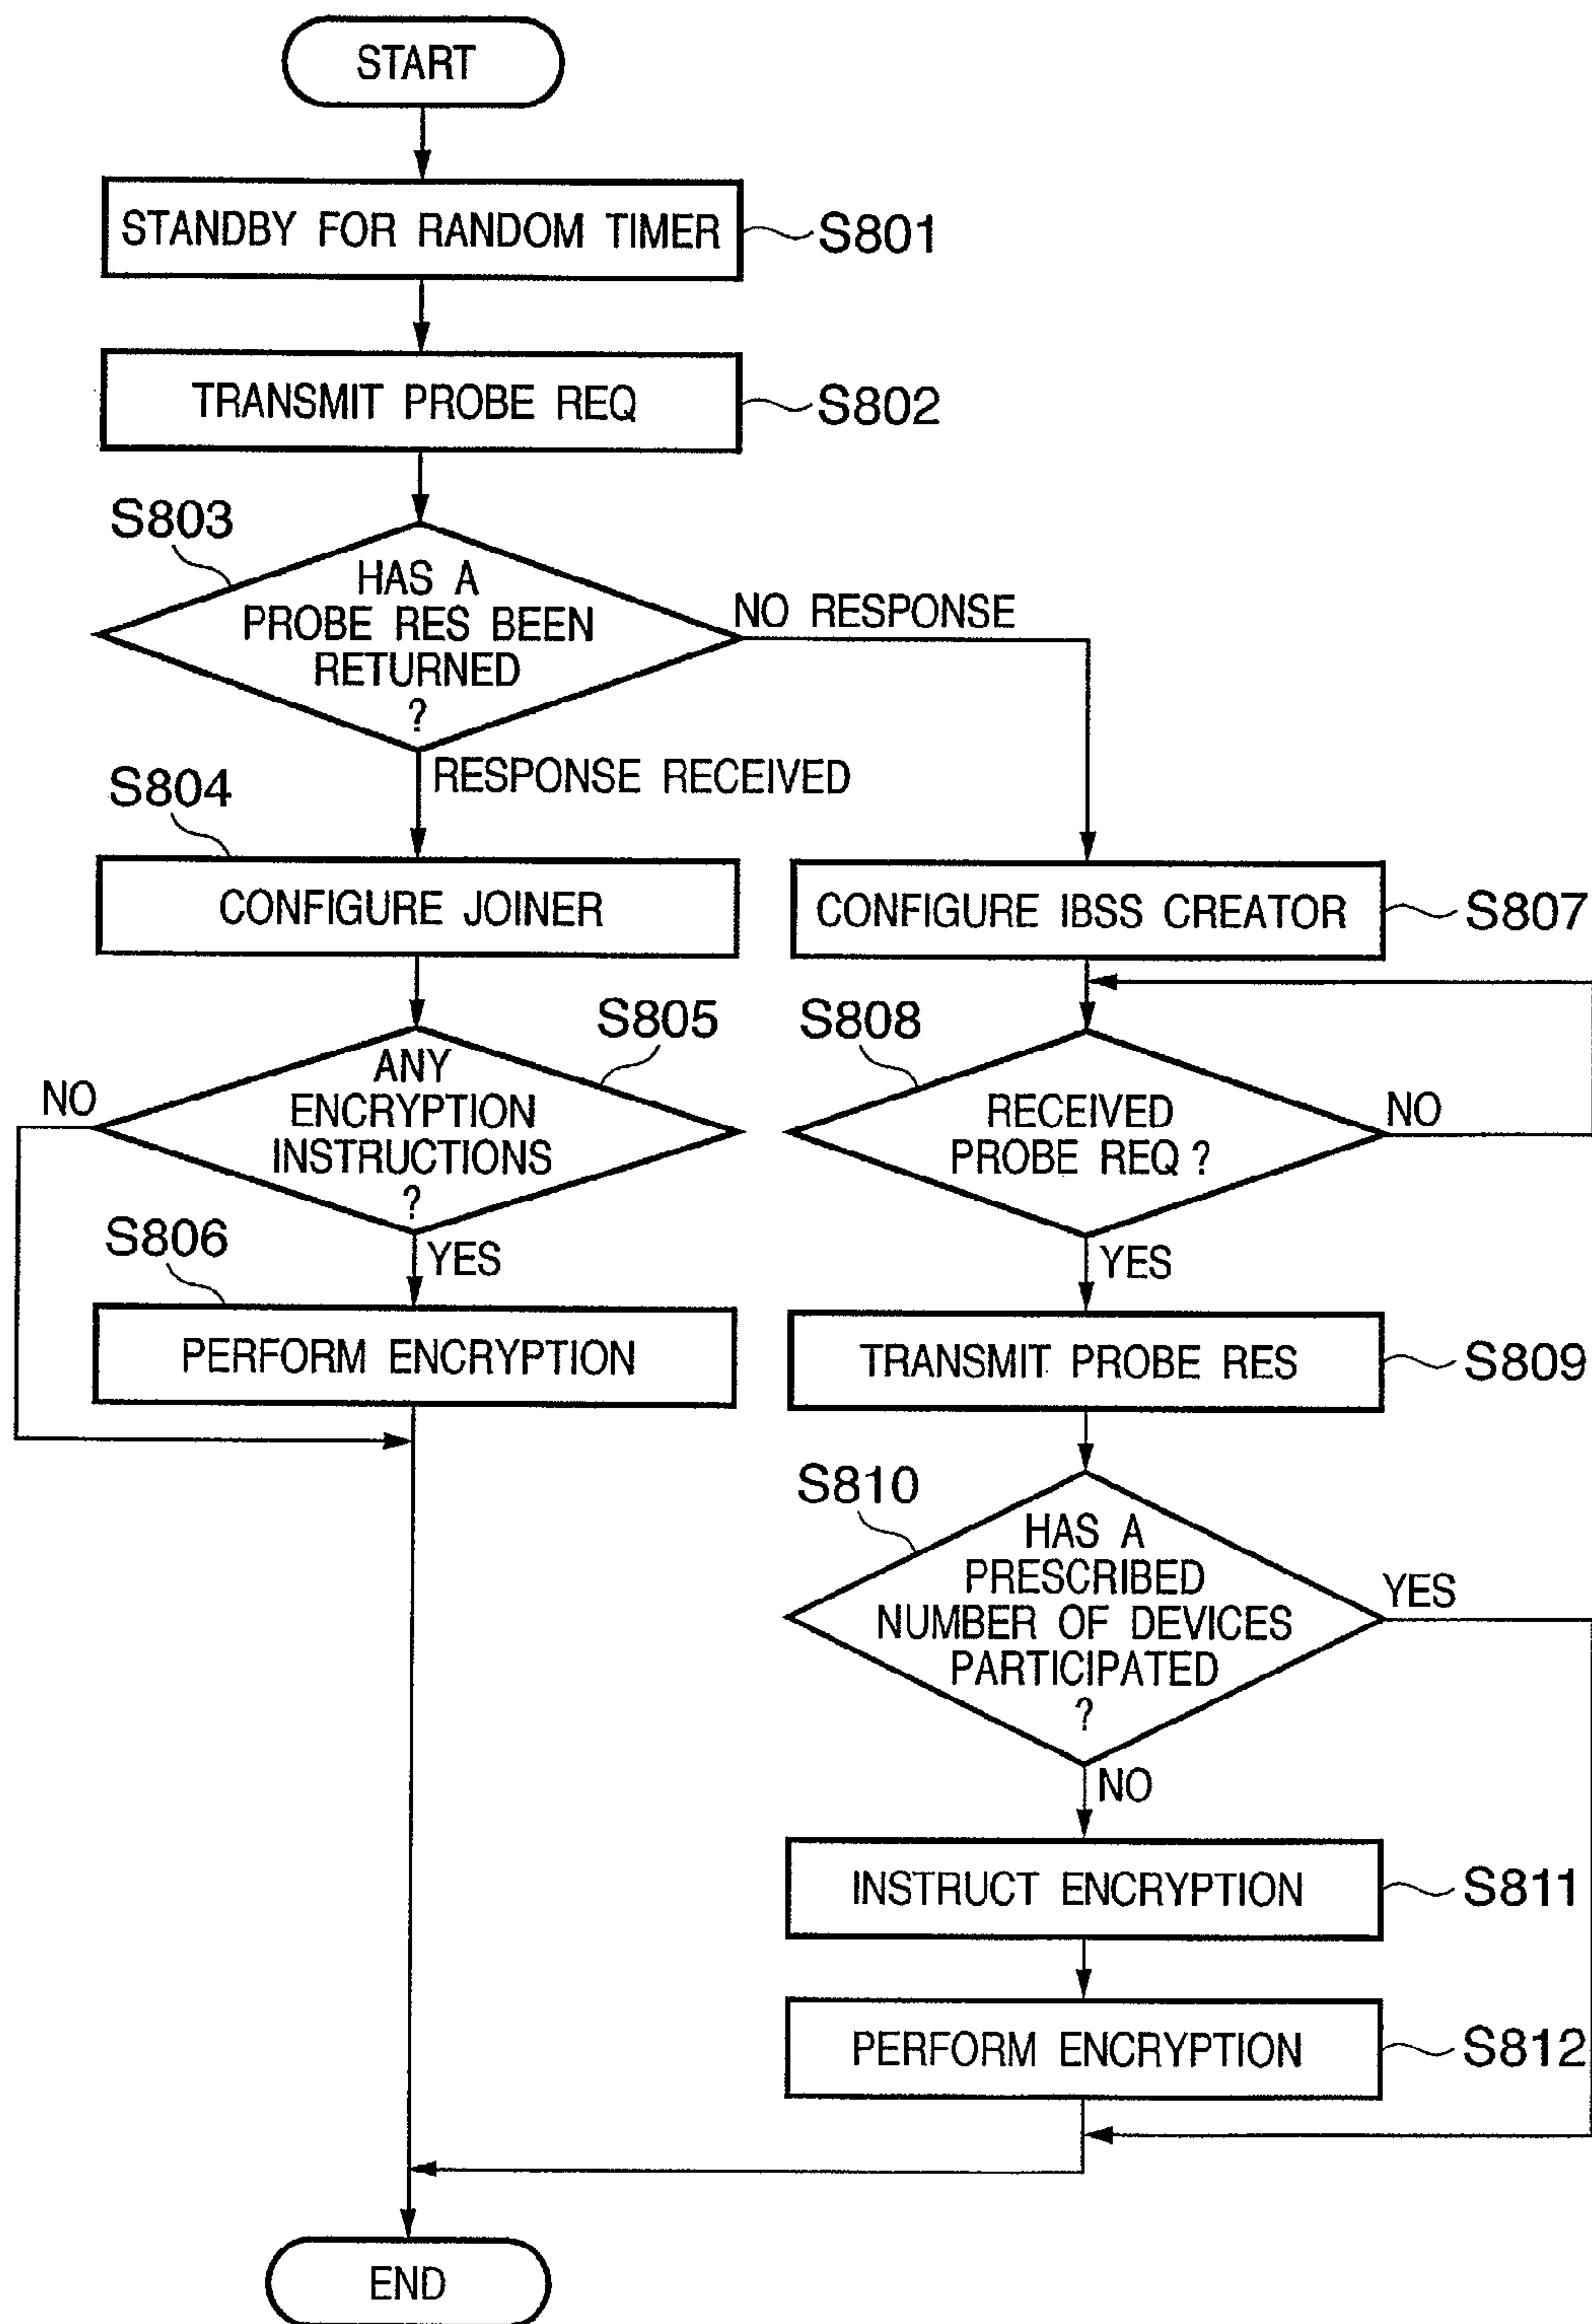 START
STANDBY FOR RANDOM TIMER
S801
TRANSMIT PROBE REQ
S802
S803
HAS A
PROBE RES BEEN
RETURNED
?
NO RESPONSE
RESPONSE RECEIVED
S804
CONFIGURE JOINER
CONFIGURE IBSS CREATOR
S807
S805
ANY
ENCRYPTION
INSTRUCTIONS
?
NO
YES
S808
RECEIVED
PROBE REQ ?
NO
YES
S806
PERFORM ENCRYPTION
TRANSMIT PROBE RES
S809
S810
HAS A
PRESCRIBED
NUMBER OF DEVICES
PARTICIPATED
?
YES
NO
INSTRUCT ENCRYPTION
S811
PERFORM ENCRYPTION
S812
END